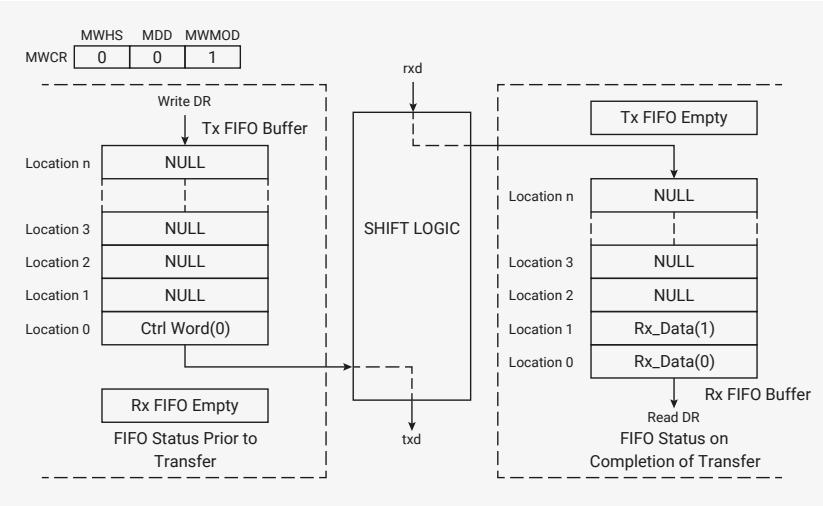 MWHS MDD MWMOD
MWCR 0 0 1
Write DR
Tx FIFO Buffer
Location n NULL
Location 3 NULL
Location 2 NULL
Location 1 NULL
Location 0 Ctrl Word(0)
Rx FIFO Empty
FIFO Status Prior to
Transfer
rxd
SHIFT LOGIC
txd
Tx FIFO Empty
Location n NULL
Location 3 NULL
Location 2 NULL
Location 1 Rx_Data(1)
Location 0 Rx_Data(0)
Rx FIFO Buffer
Read DR
FIFO Status on
Completion of Transfer